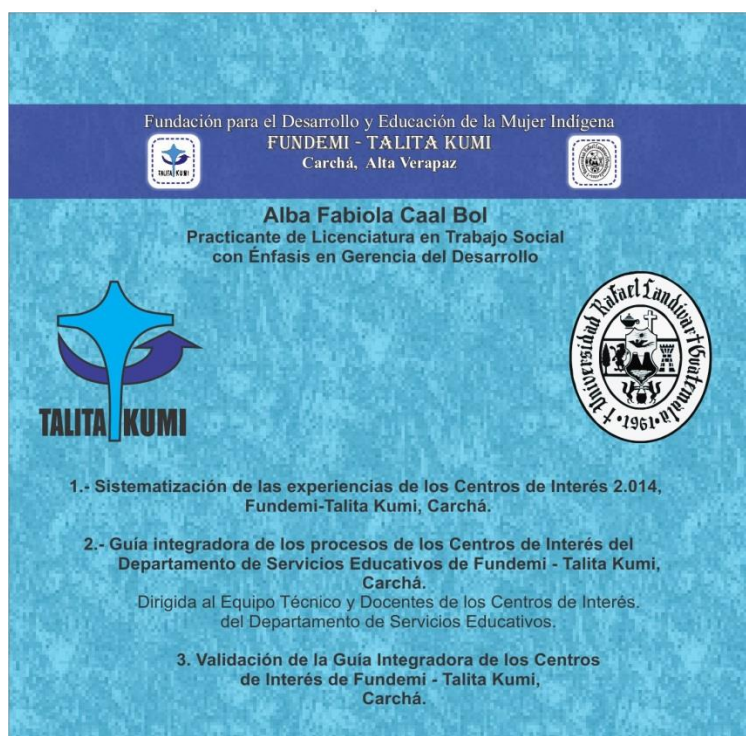 Fundación para el Desarrollo y Educación de la Mujer Indígena
FUNDEMI - TALITA KUMI
Carchá, Alta Verapaz
TALITA KUMI
Alba Fabiola Caal Bol
Practicante de Licenciatura en Trabajo Social
con Énfasis en Gerencia del Desarrollo
TALITA KUMI
Universidad Rafael Landívar Guatemala
1961
1.- Sistematización de las experiencias de los Centros de Interés 2.014,
Fundemi-Talita Kumi, Carchá.
2.- Guía integradora de los procesos de los Centros de Interés del
Departamento de Servicios Educativos de Fundemi - Talita Kumi,
Carchá.
Dirigida al Equipo Técnico y Docentes de los Centros de Interés.
del Departamento de Servicios Educativos.
3. Validación de la Guía Integradora de los Centros
de Interés de Fundemi - Talita Kumi,
Carchá.